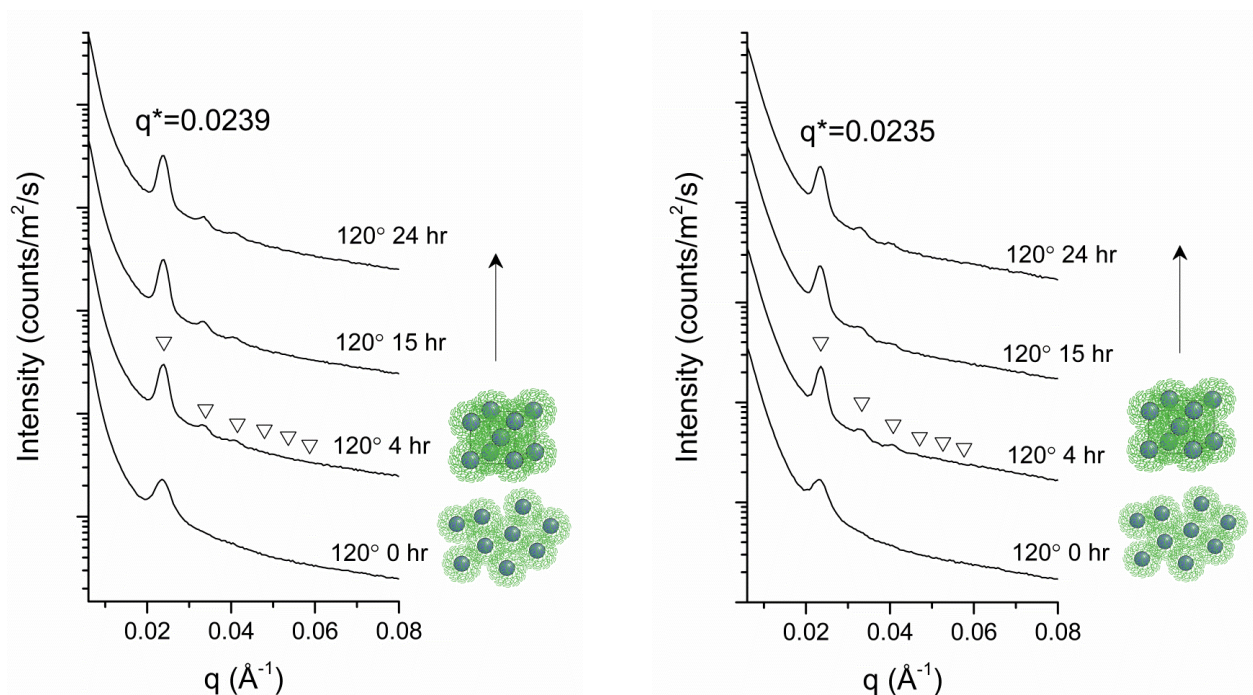 Intensity (counts/m²/s)
q*=0.0239
120° 24 hr
120° 15 hr
120° 4 hr
120° 0 hr
0.02 0.04 0.06 0.08
q (Å⁻¹)
Intensity (counts/m²/s)
q*=0.0235
120° 24 hr
120° 15 hr
120° 4 hr
120° 0 hr
0.02 0.04 0.06 0.08
q (Å⁻¹)